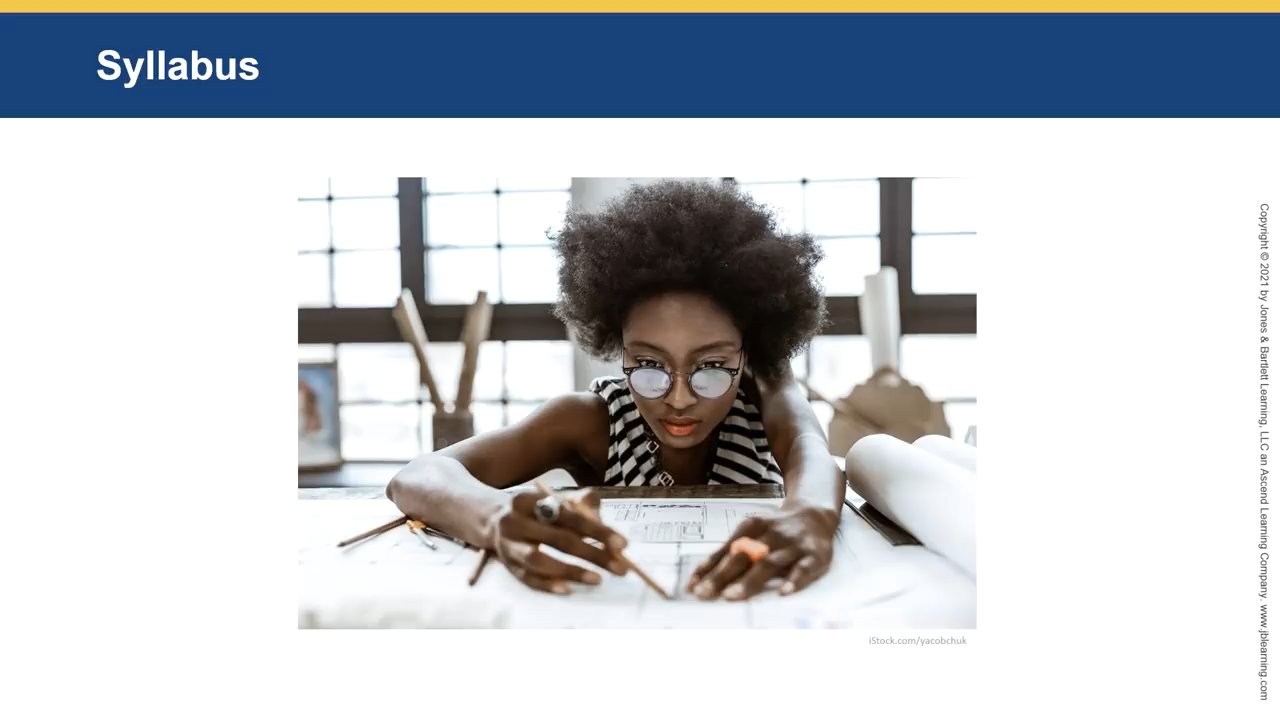 Syllabus
iStock.com/yacobchuk
Copyright © 2021 by Jones & Bartlett Learning, LLC an Ascend Learning Company. www.jblearning.com